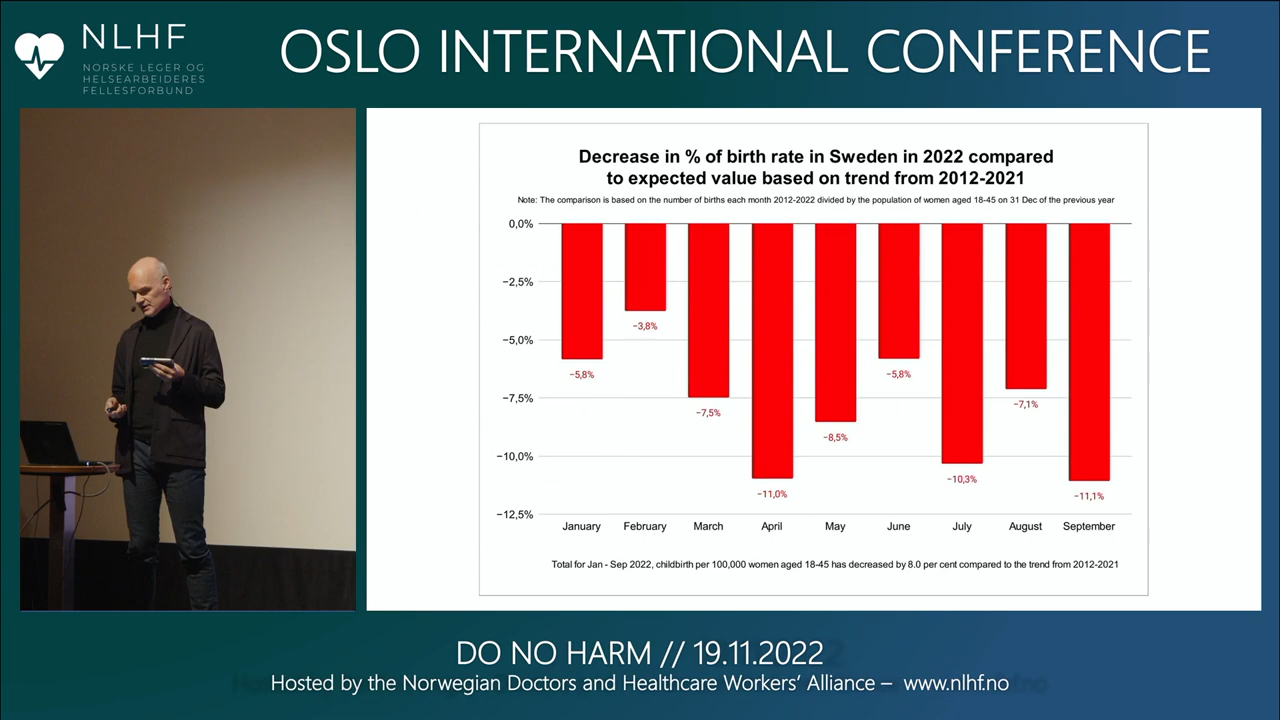 NLHF
NORSKE LEGER OG
HELSEARBEIDERES
FELLESFORBUND
OSLO INTERNATIONAL CONFERENCE
Decrease in % of birth rate in Sweden in 2022 compared
to expected value based on trend from 2012-2021
Note: The comparison is based on the number of births each month 2012-2022 divided by the population of women aged 18-45 on 31 Dec of the previous year
0,0%
−2,5%
−5,0%
−7,5%
−10,0%
−12,5%
−5,8%
−3,8%
−7,5%
−11,0%
−8,5%
−5,8%
−10,3%
−7,1%
−11,1%
January February March April May June July August September
Total for Jan - Sep 2022, childbirth per 100,000 women aged 18-45 has decreased by 8.0 per cent compared to the trend from 2012-2021
DO NO HARM // 19.11.2022
Hosted by the Norwegian Doctors and Healthcare Workers’ Alliance – www.nlhf.no